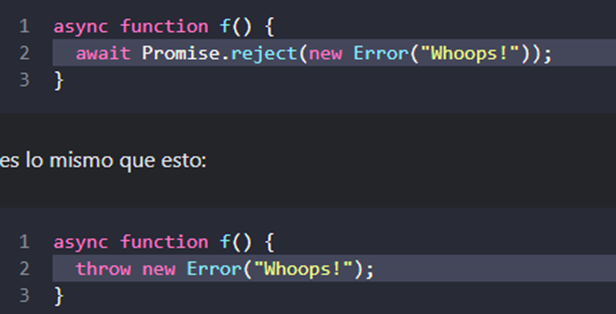 1 async function f() {
2 await Promise.reject(new Error("Whoops!"));
3 }
es lo mismo que esto:
1 async function f() {
2 throw new Error("Whoops!");
3 }